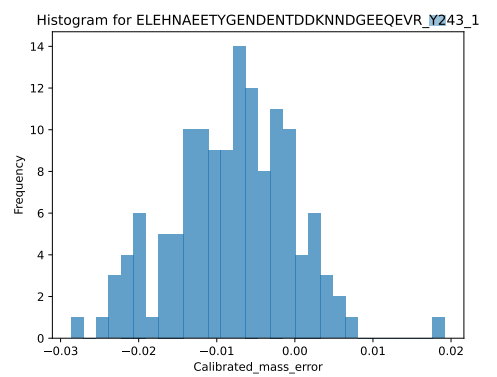 Histogram for ELEHNAEETYGENDENTDDKNNDGEEQEVR_Y243_1
14
12
10
8
6
4
2
0
Frequency
−0.03 −0.02 −0.01 0.00 0.01 0.02
Calibrated_mass_error